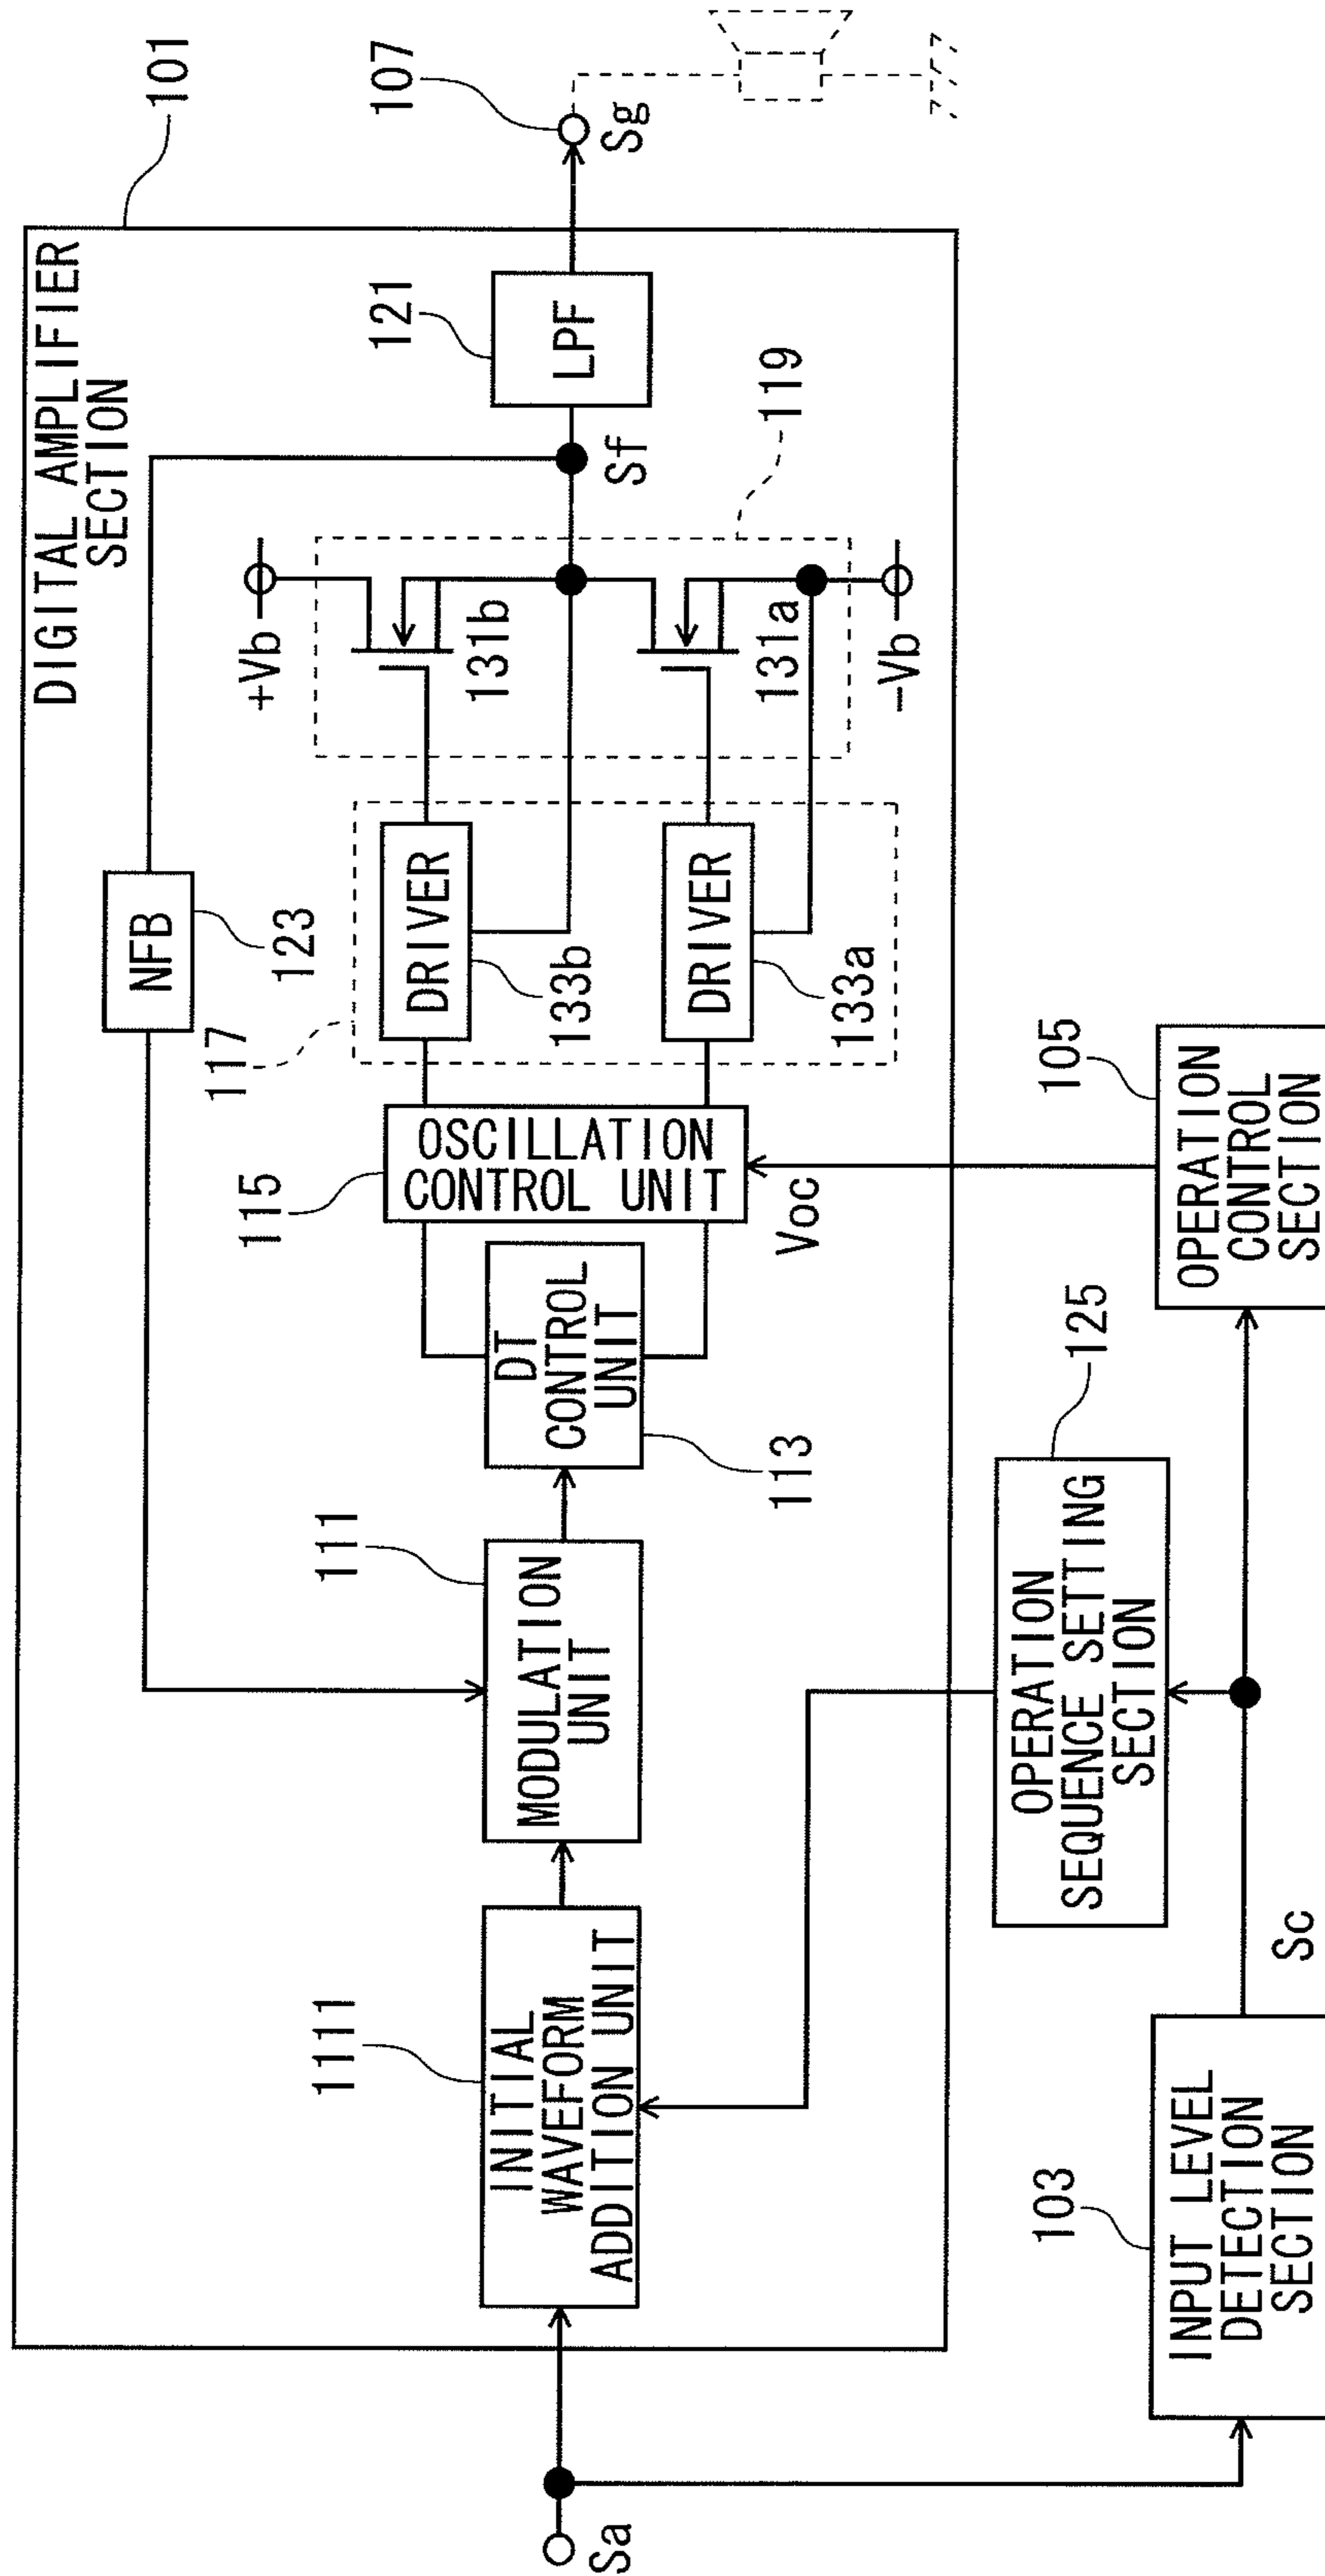 DIGITAL AMPLIFIER
SECTION
101
NFB
123
117
+Vb
107
Sg
121
LPF
Sf
119
131b
131a
-Vb
DRIVER
133b
DRIVER
133a
115
OSCILLATION
CONTROL UNIT
Voc
DT
CONTROL
UNIT
113
111
MODULATION
UNIT
1111
INITIAL
WAVEFORM
ADDITION UNIT
Sa
125
OPERATION
SEQUENCE SETTING
SECTION
105
OPERATION
CONTROL
SECTION
Sc
103
INPUT LEVEL
DETECTION
SECTION